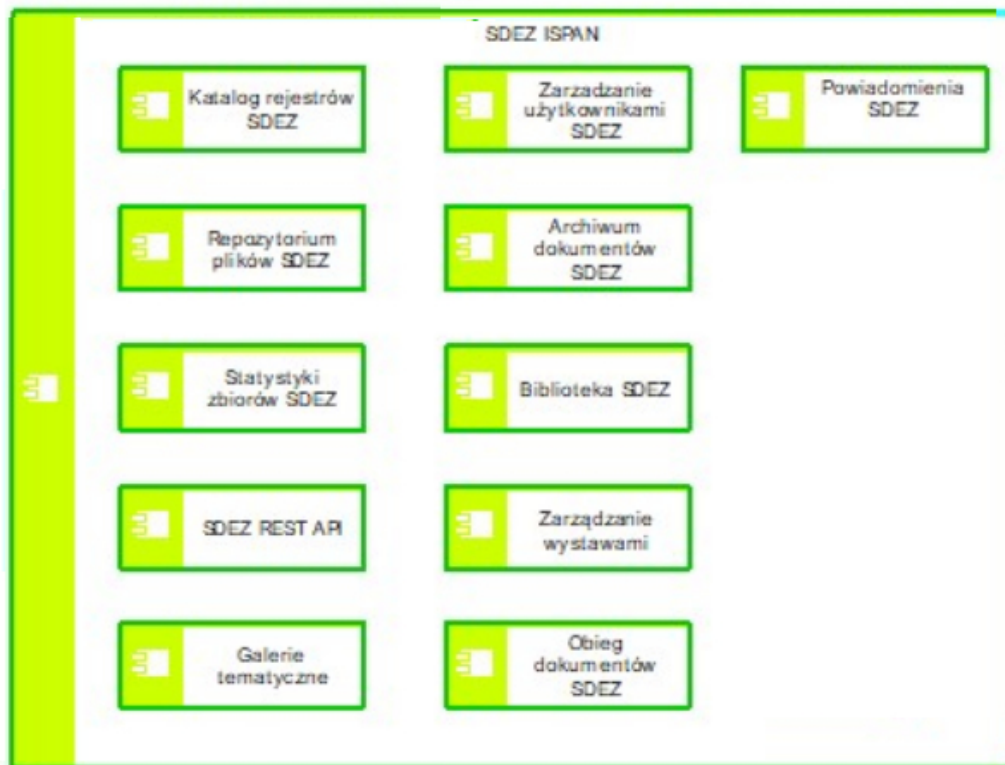 SDEZ ISPAN
Katalog rejestrów
SDEZ
Zarzadzanie
użytkownikami
SDEZ
Powiadomienia
SDEZ
Repozytorium
plików SDEZ
Archiwum
dokumentów
SDEZ
Statystyki
zbiorów SDEZ
Biblioteka SDEZ
SDEZ REST API
Zarządzanie
wystawami
Galerie
tematyczne
Obieg
dokumentów
SDEZ